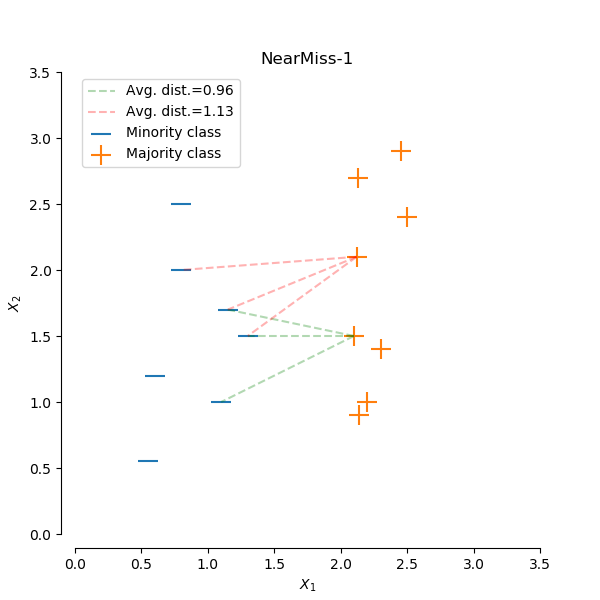 NearMiss-1
3.5
3.0
2.5
2.0
1.5
1.0
0.5
0.0
X2
Avg. dist.=0.96
Avg. dist.=1.13
Minority class
Majority class
0.0 0.5 1.0 1.5 2.0 2.5 3.0 3.5
X1